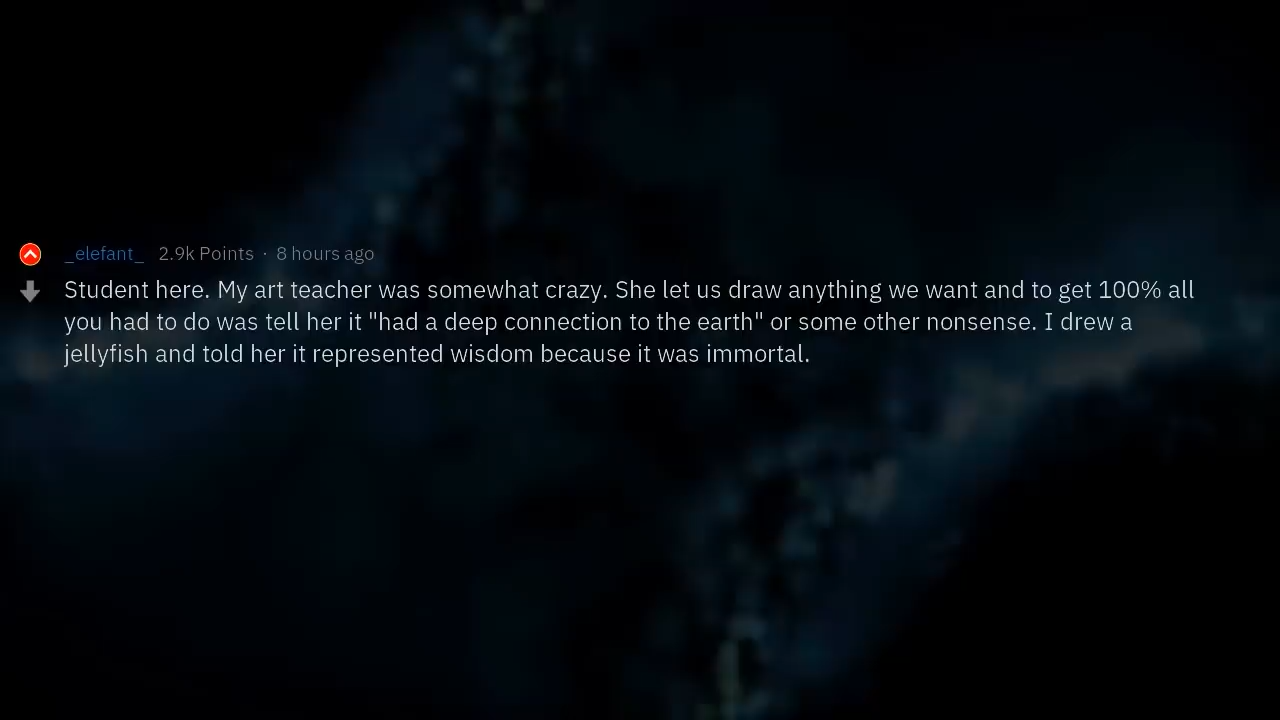 _elefant_ 2.9k Points · 8 hours ago
Student here. My art teacher was somewhat crazy. She let us draw anything we want and to get 100% all
you had to do was tell her it "had a deep connection to the earth" or some other nonsense. I drew a
jellyfish and told her it represented wisdom because it was immortal.